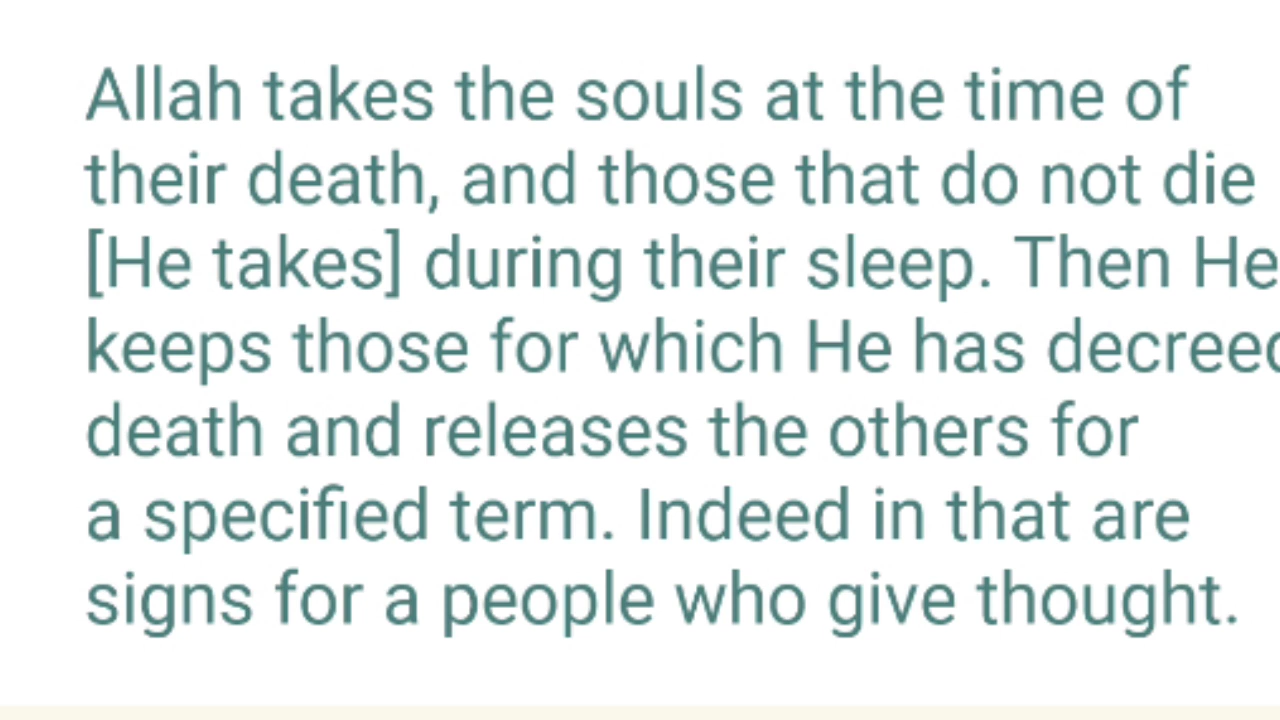 Allah takes the souls at the time of
their death, and those that do not die
[He takes] during their sleep. Then He
keeps those for which He has decreed
death and releases the others for
a specified term. Indeed in that are
signs for a people who give thought.